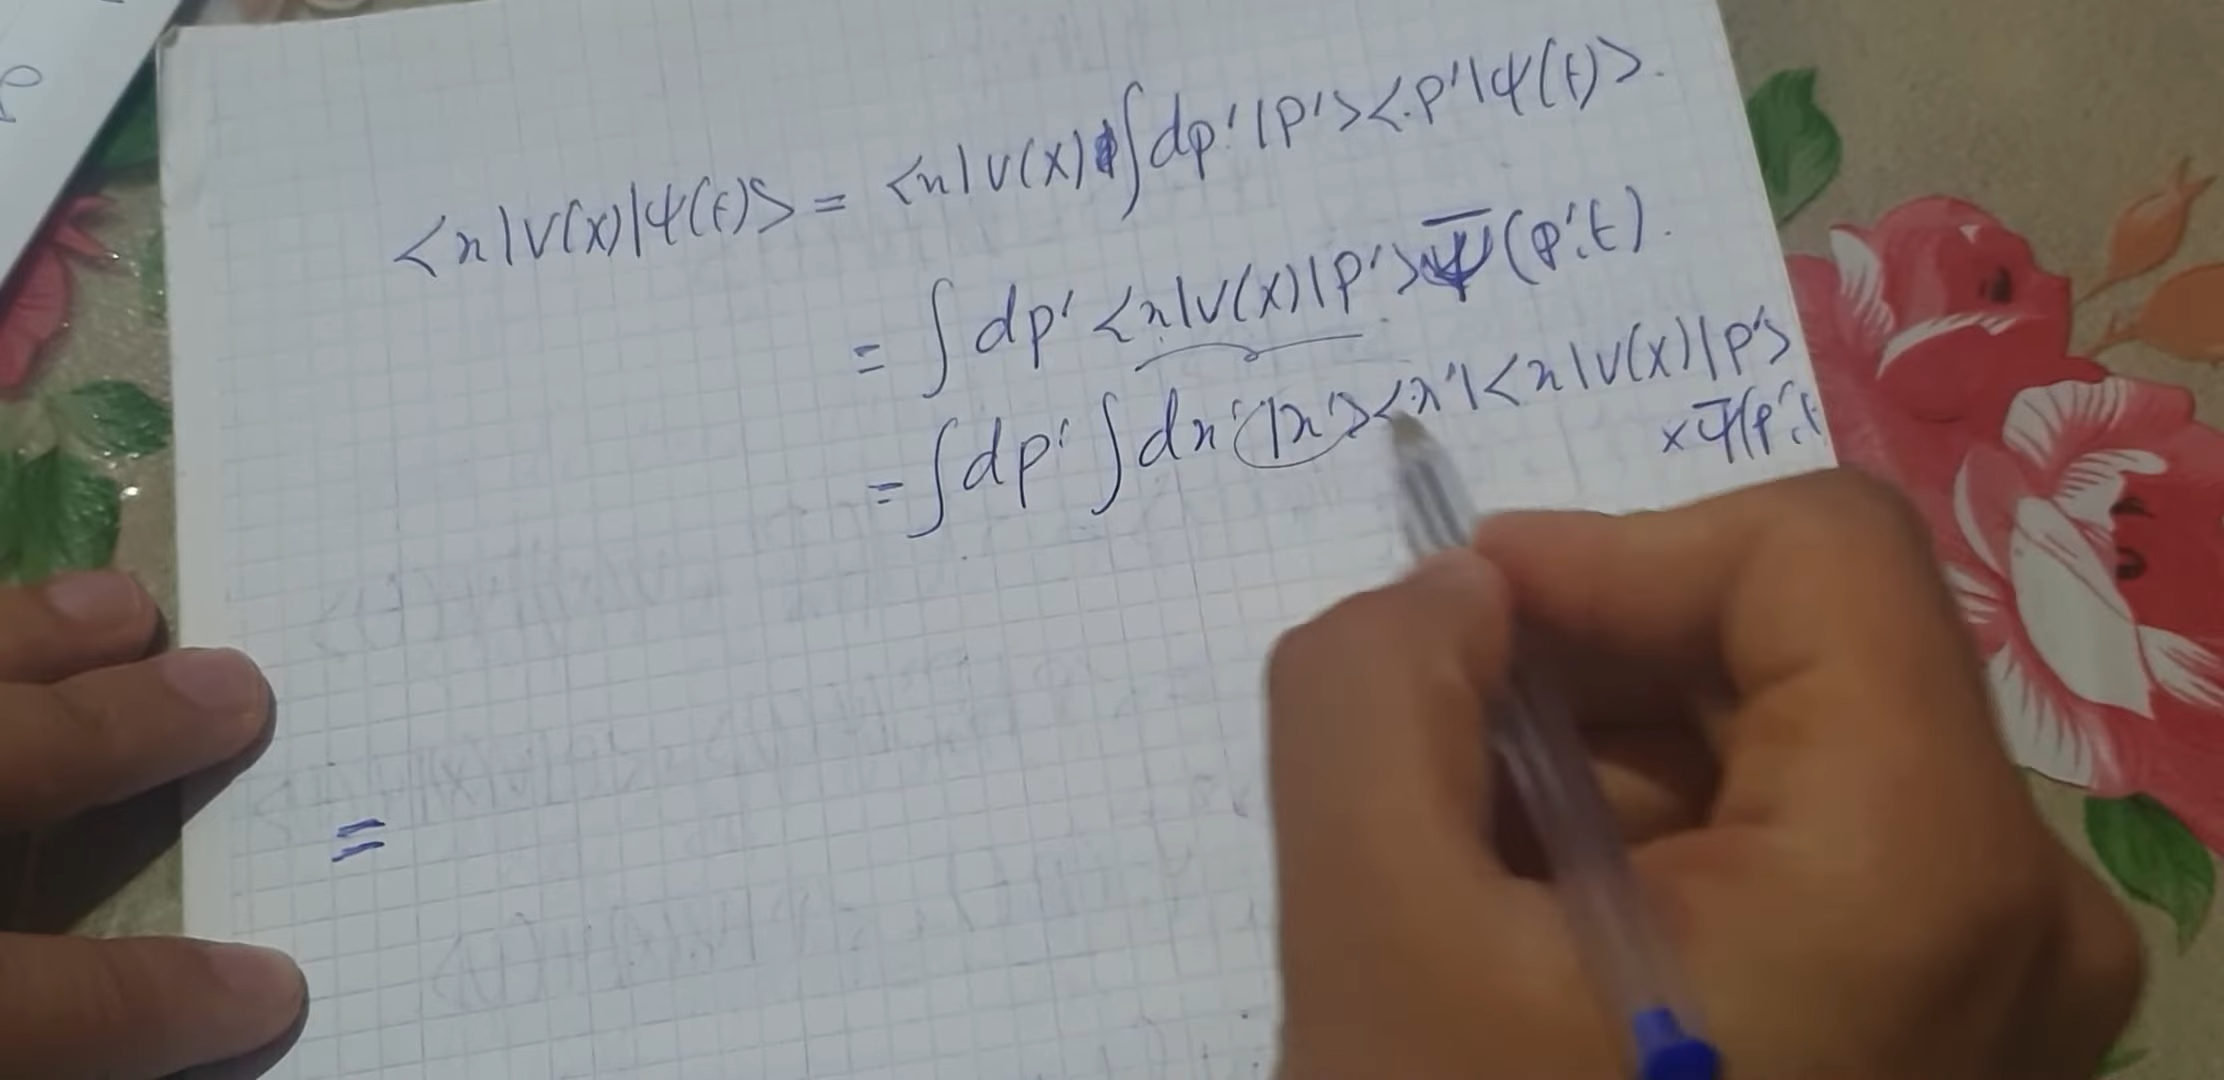 <x|V(X)|ψ(t)> = <x|V(X)∫dp'|p'><p'|ψ(t)>.
= ∫dp' <x|V(X)|p'>ψ̄(p',t).
= ∫dp' ∫dx' |x'><x'|<x|V(X)|p'>
×ψ̄(p',t
=